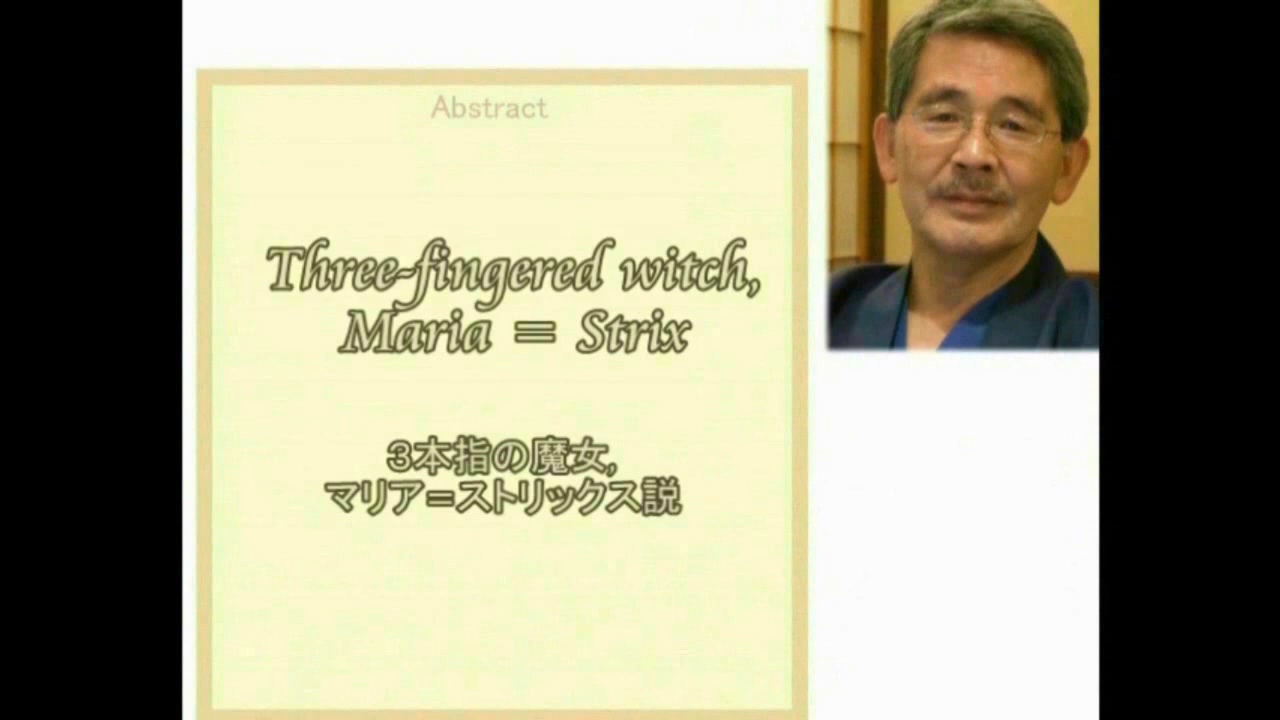 Abstract
Three-fingered witch,
Maria = Strix
3本指の魔女,
マリア=ストリックス説